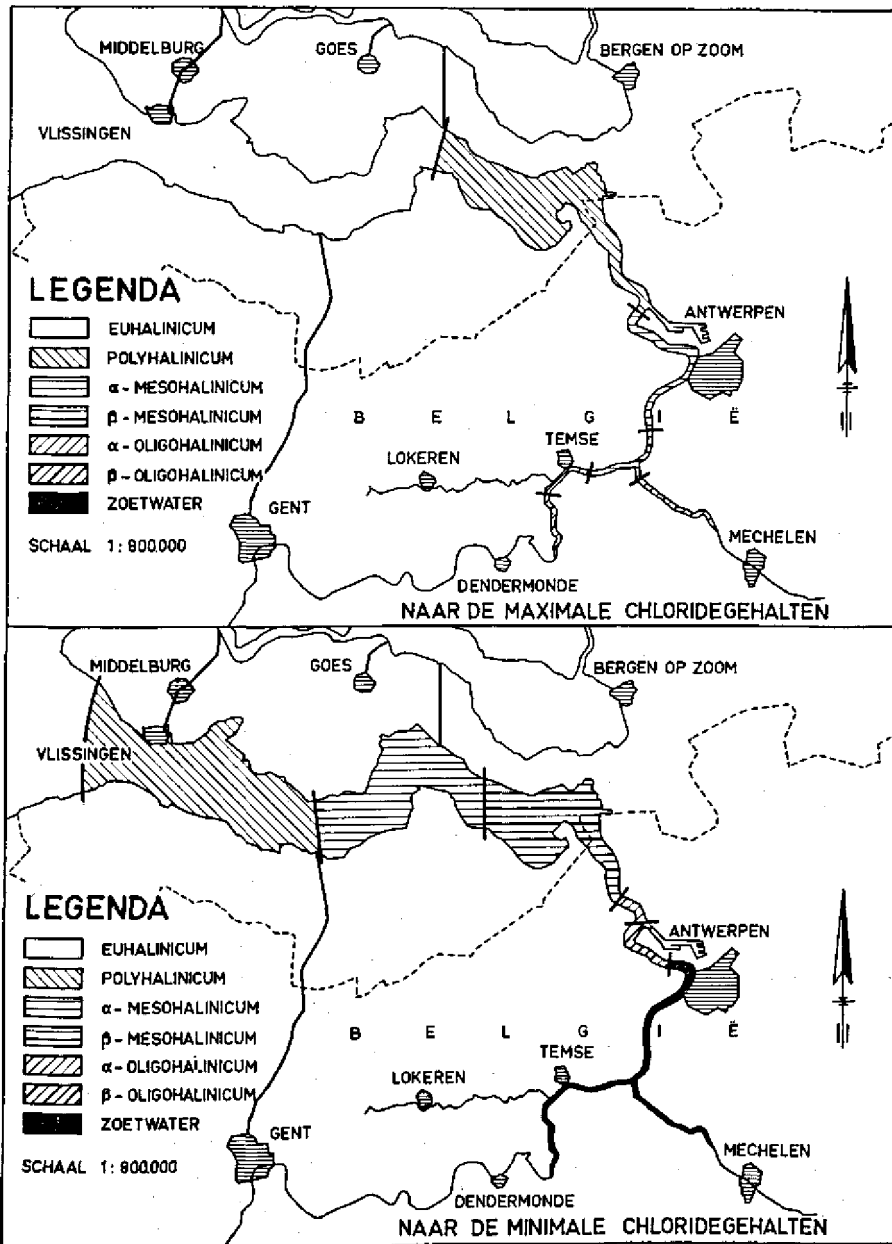 MIDDELBURG
GOES
BERGEN OP ZOOM
VLISSINGEN
LEGENDA
EUHALINICUM
POLYHALINICUM
α - MESOHALINICUM
β - MESOHALINICUM
α - OLIGOHALINICUM
β - OLIGOHALINICUM
ZOETWATER
SCHAAL 1 : 800.000
ANTWERPEN
B E L G I Ë
TEMSE
LOKEREN
GENT
MECHELEN
DENDERMONDE
NAAR DE MAXIMALE CHLORIDEGEHALTEN
MIDDELBURG
GOES
BERGEN OP ZOOM
VLISSINGEN
LEGENDA
EUHALINICUM
POLYHALINICUM
α - MESOHALINICUM
β - MESOHALINICUM
α - OLIGOHALINICUM
β - OLIGOHALINICUM
ZOETWATER
SCHAAL 1 : 800.000
ANTWERPEN
B E L G I Ë
TEMSE
LOKEREN
GENT
MECHELEN
DENDERMONDE
NAAR DE MINIMALE CHLORIDEGEHALTEN